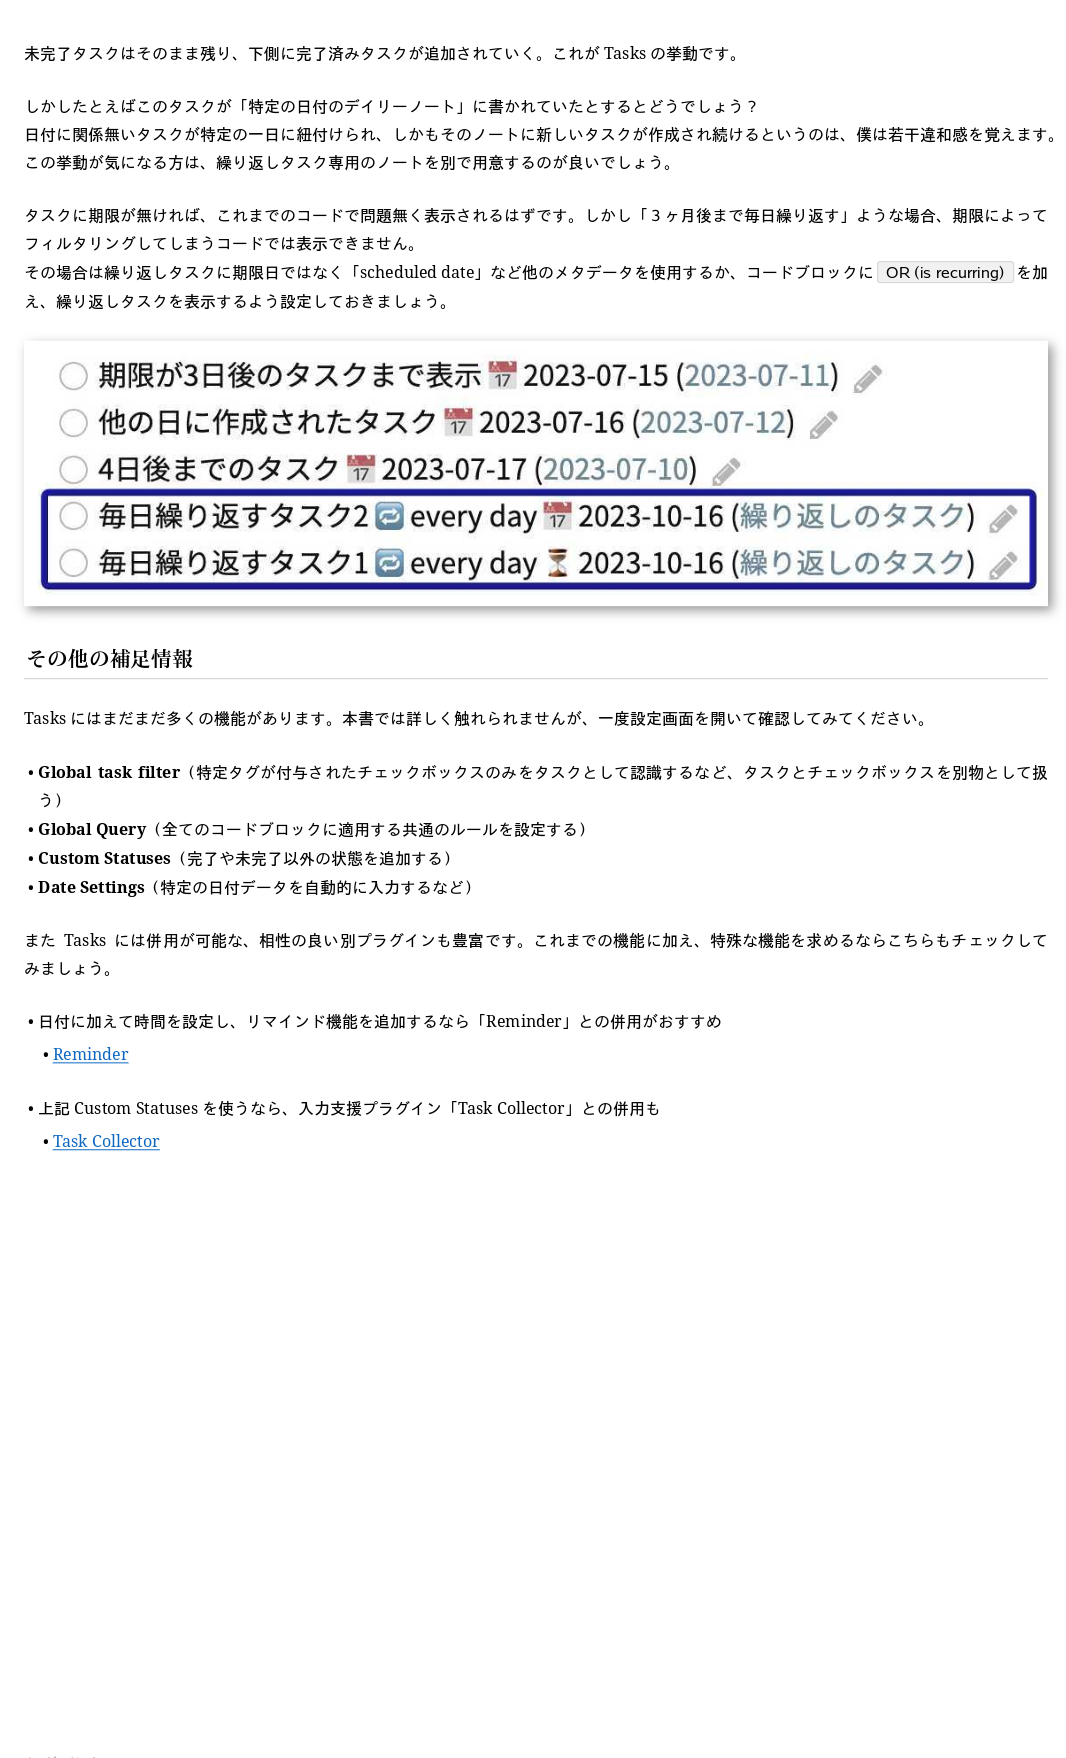 未完了タスクはそのまま残り、下側に完了済みタスクが追加されていく。これが Tasks の挙動です。
しかしたとえばこのタスクが「特定の日付のデイリーノート」に書かれていたとするとどうでしょう？
日付に関係無いタスクが特定の一日に紐付けられ、しかもそのノートに新しいタスクが作成され続けるというのは、僕は若干違和感を覚えます。
この挙動が気になる方は、繰り返しタスク専用のノートを別で用意するのが良いでしょう。
タスクに期限が無ければ、これまでのコードで問題無く表示されるはずです。しかし「３ヶ月後まで毎日繰り返す」ような場合、期限によって
フィルタリングしてしまうコードでは表示できません。
その場合は繰り返しタスクに期限日ではなく「scheduled date」など他のメタデータを使用するか、コードブロックに OR (is recurring) を加
え、繰り返しタスクを表示するよう設定しておきましょう。
期限が3日後のタスクまで表示 📅 2023-07-15 (2023-07-11)
他の日に作成されたタスク 📅 2023-07-16 (2023-07-12)
4日後までのタスク 📅 2023-07-17 (2023-07-10)
毎日繰り返すタスク2 🔁 every day 📅 2023-10-16 (繰り返しのタスク)
毎日繰り返すタスク1 🔁 every day ⏳ 2023-10-16 (繰り返しのタスク)
その他の補足情報
Tasks にはまだまだ多くの機能があります。本書では詳しく触れられませんが、一度設定画面を開いて確認してみてください。
• Global task filter（特定タグが付与されたチェックボックスのみをタスクとして認識するなど、タスクとチェックボックスを別物として扱
う）
• Global Query（全てのコードブロックに適用する共通のルールを設定する）
• Custom Statuses（完了や未完了以外の状態を追加する）
• Date Settings（特定の日付データを自動的に入力するなど）
また Tasks には併用が可能な、相性の良い別プラグインも豊富です。これまでの機能に加え、特殊な機能を求めるならこちらもチェックして
みましょう。
• 日付に加えて時間を設定し、リマインド機能を追加するなら「Reminder」との併用がおすすめ
• Reminder
• 上記 Custom Statuses を使うなら、入力支援プラグイン「Task Collector」との併用も
• Task Collector